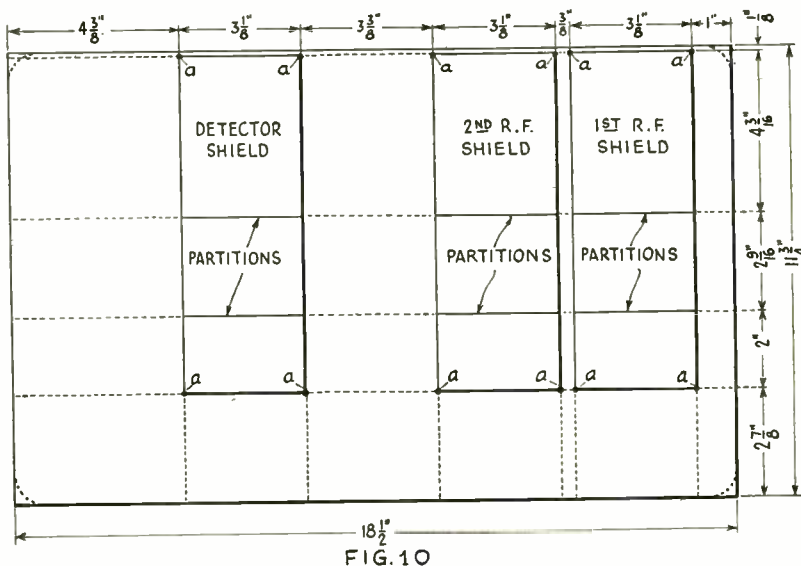 4 3/8" 3 1/8" 3 3/8" 3 1/8" 3/8" 3 1/8" 1" 1/8"
a a a a a a
DETECTOR SHIELD
2ND R.F. SHIELD
1ST R.F. SHIELD
4 3/16"
PARTITIONS PARTITIONS PARTITIONS
2 9/16"
11 3/4"
2"
a a a a a a
2 7/8"
18 1/2"
FIG.10